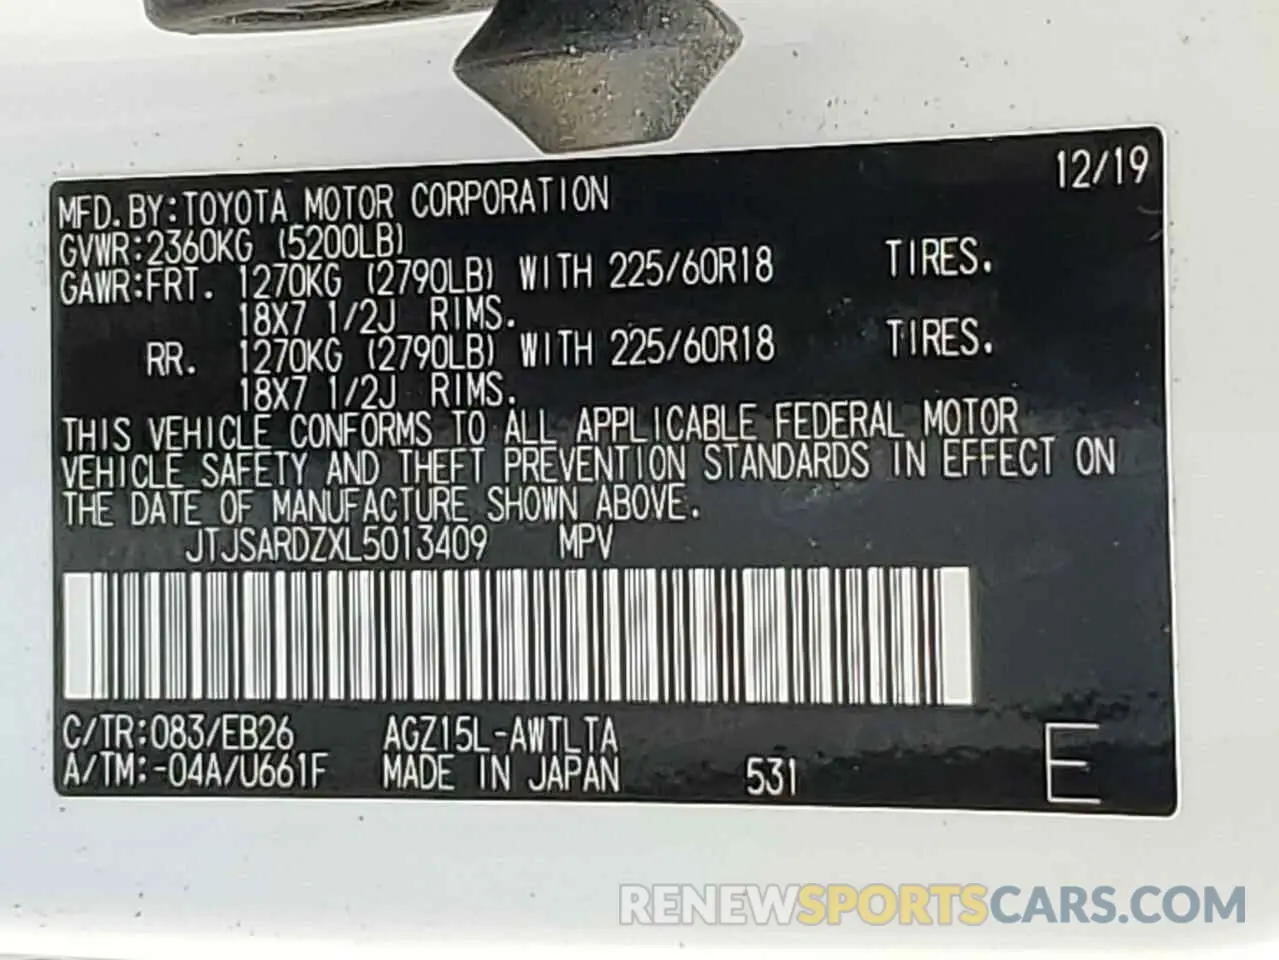 12/19
MFD. BY:TOYOTA MOTOR CORPORATION
GVWR:2360KG (5200LB)
GAWR:FRT. 1270KG (2790LB) WITH 225/60R18 TIRES.
18X7 1/2J RIMS.
RR. 1270KG (2790LB) WITH 225/60R18 TIRES.
18X7 1/2J RIMS.
THIS VEHICLE CONFORMS TO ALL APPLICABLE FEDERAL MOTOR
VEHICLE SAFETY AND THEFT PREVENTION STANDARDS IN EFFECT ON
THE DATE OF MANUFACTURE SHOWN ABOVE.
JTJSARDZXL5013409 MPV
C/TR:083/EB26 AGZ15L-AWTLTA
A/TM:-04A/U661F MADE IN JAPAN 531 E
RENEWSPORTSCARS.COM